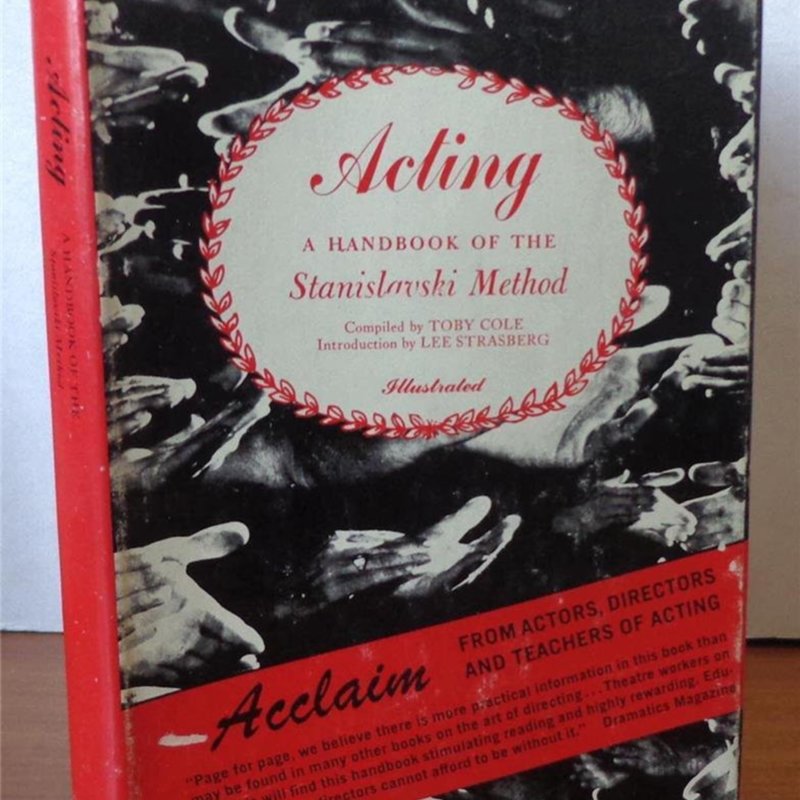 Acting
A HANDBOOK OF THE
Stanislavski Method
Compiled by TOBY COLE
Introduction by LEE STRASBERG
Illustrated
Acting
A HANDBOOK OF THE
Stanislavski Method
Acclaim
FROM ACTORS, DIRECTORS
AND TEACHERS OF ACTING
"Page for page, we believe there is more practical information in this book than
may be found in many other books on the art of directing...Theatre workers on
will find this handbook stimulating reading and highly rewarding. Edu-
directors cannot afford to be without it." Dramatics Magazine